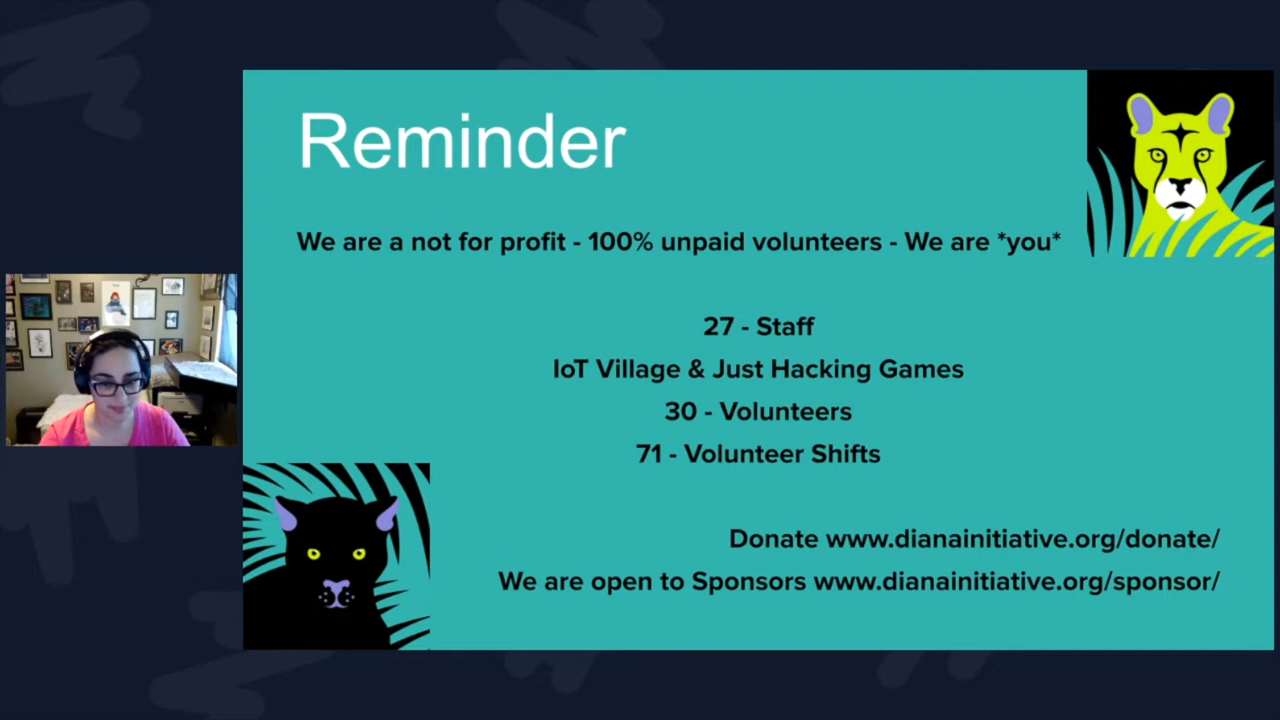 Reminder
We are a not for profit - 100% unpaid volunteers - We are *you*
27 - Staff
IoT Village & Just Hacking Games
30 - Volunteers
71 - Volunteer Shifts
Donate www.dianainitiative.org/donate/
We are open to Sponsors www.dianainitiative.org/sponsor/